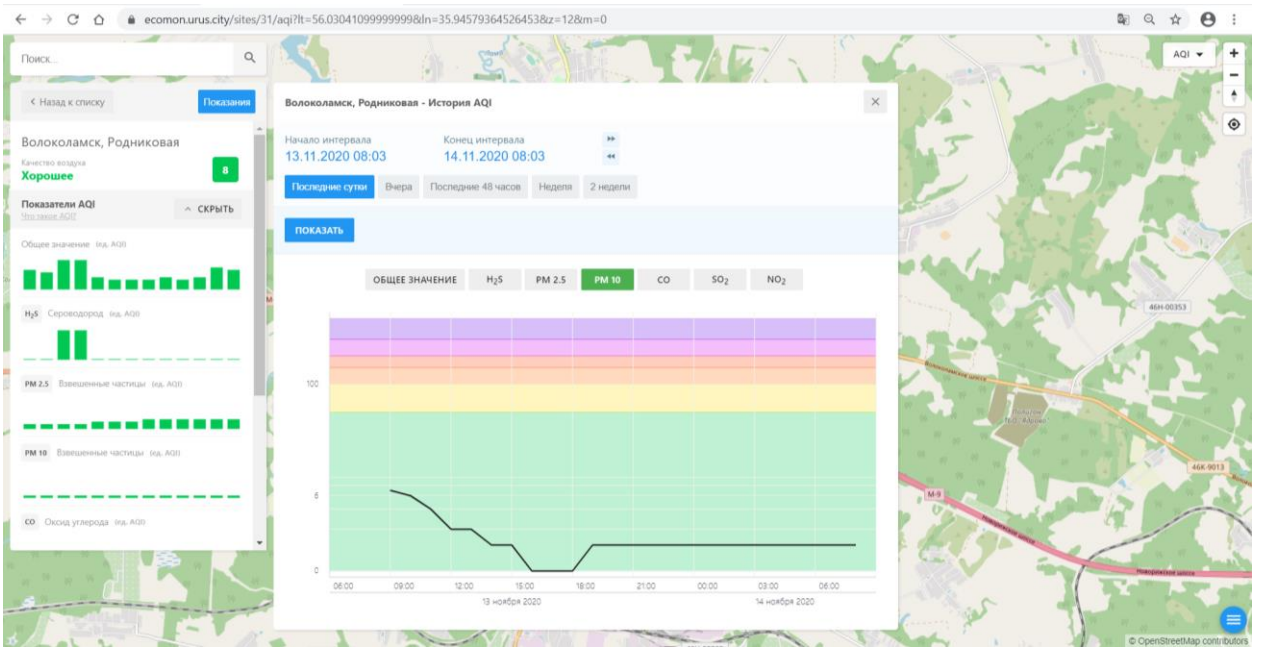 ecomon.urus.city/sites/31/aqi?lt=56.03041099999999&ln=35.94579364526453&z=12&m=0
Поиск...
AQI
< Назад к списку
Показания
Волоколамск, Родниковая - История AQI
Волоколамск, Родниковая
Качество воздуха
Хорошее
8
Начало интервала
Конец интервала
13.11.2020 08:03
14.11.2020 08:03
Последние сутки
Вчера
Последние 48 часов
Неделя
2 недели
Показатели AQI
Что такое AQI?
СКРЫТЬ
ПОКАЗАТЬ
Общее значение (ед. AQI)
ОБЩЕЕ ЗНАЧЕНИЕ
H₂S
PM 2.5
PM 10
CO
SO₂
NO₂
H₂S Сероводород (ед. AQI)
PM 2.5 Взвешенные частицы (ед. AQI)
PM 10 Взвешенные частицы (ед. AQI)
CO Оксид углерода (ед. AQI)
100
5
0
06:00 09:00 12:00 15:00 18:00 21:00 00:00 03:00 06:00
13 ноября 2020
14 ноября 2020
46Н-00353
Волоколамское шоссе
Полигон
ТБО "Ядрово"
46К-9013
М-9
Новорижское шоссе
Новорижское шоссе
© OpenStreetMap contributors